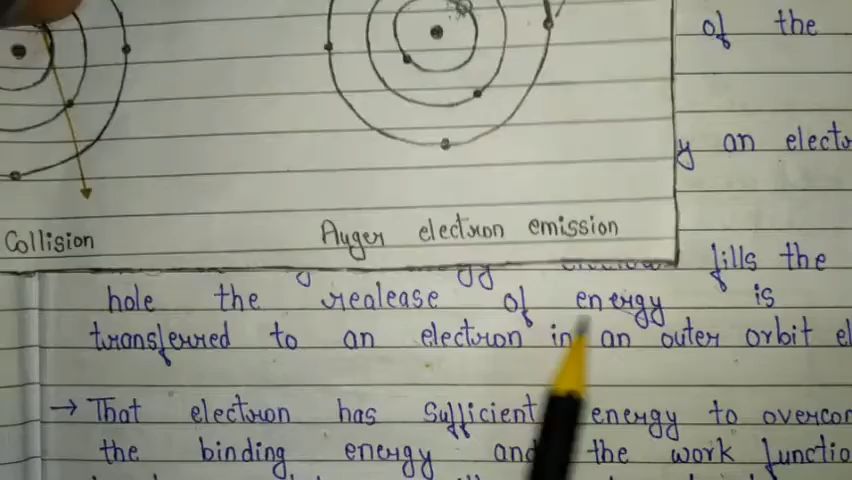 of the
y an electr
Collision
Auger electron emission
fills the
hole the realease of energy is
transferred to an electron in an outer orbit el
→ That electron has sufficient energy to overcom
the binding energy and the work functio